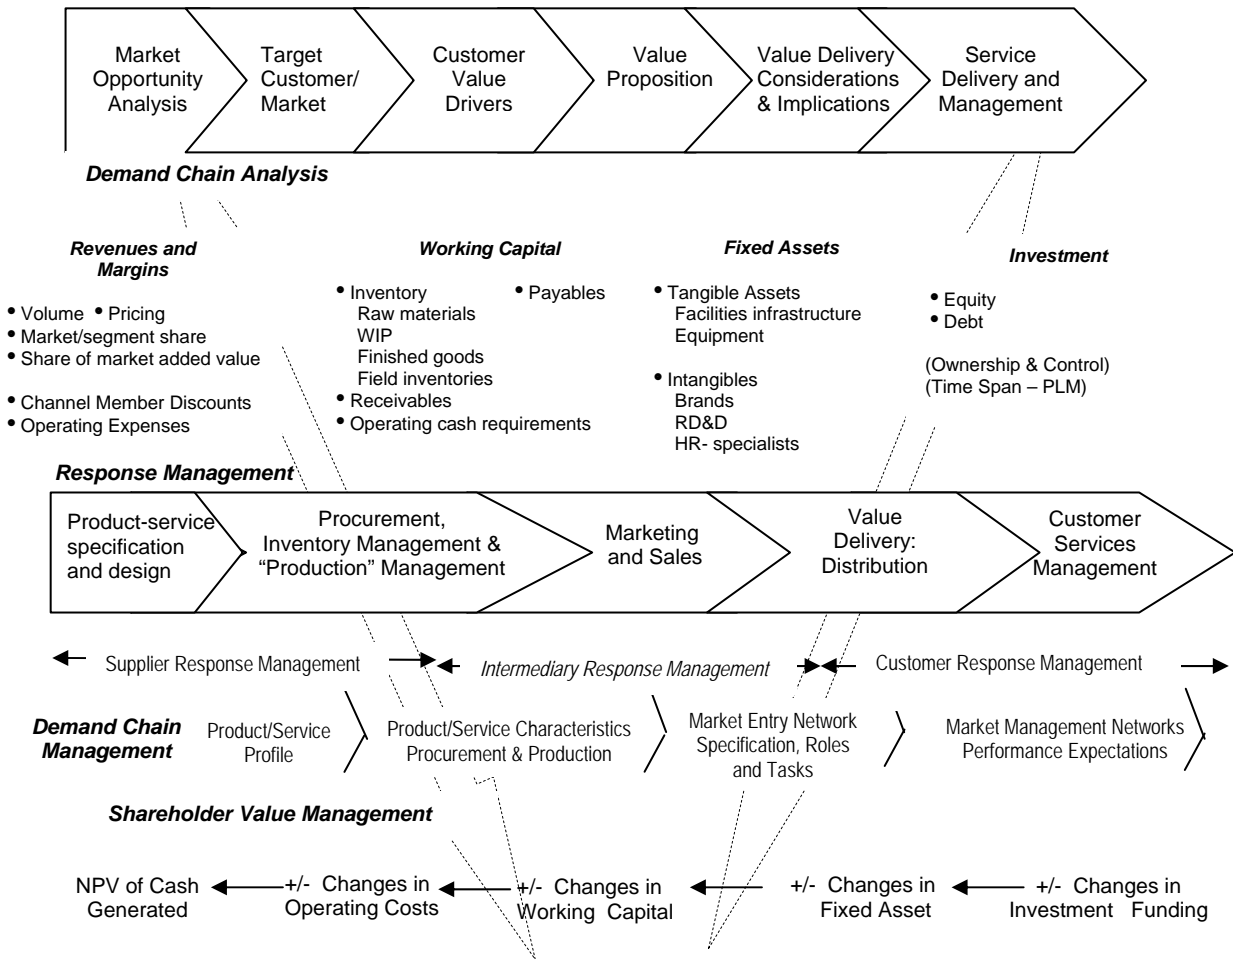 Market
Opportunity
Analysis
Target
Customer/
Market
Customer
Value
Drivers
Value
Proposition
Value Delivery
Considerations
& Implications
Service
Delivery and
Management
Demand Chain Analysis
Revenues and
Margins
• Volume • Pricing
• Market/segment share
• Share of market added value
• Channel Member Discounts
• Operating Expenses
Working Capital
• Inventory • Payables
Raw materials
WIP
Finished goods
Field inventories
• Receivables
• Operating cash requirements
Fixed Assets
• Tangible Assets
Facilities infrastructure
Equipment
• Intangibles
Brands
RD&D
HR- specialists
Investment
• Equity
• Debt
(Ownership & Control)
(Time Span – PLM)
Response Management
Product-service
specification
and design
Procurement,
Inventory Management &
“Production” Management
Marketing
and Sales
Value
Delivery:
Distribution
Customer
Services
Management
Supplier Response Management
Intermediary Response Management
Customer Response Management
Demand Chain
Management
Product/Service
Profile
Product/Service Characteristics
Procurement & Production
Market Entry Network
Specification, Roles
and Tasks
Market Management Networks
Performance Expectations
Shareholder Value Management
NPV of Cash
Generated
+/- Changes in
Operating Costs
+/- Changes in
Working Capital
+/- Changes in
Fixed Asset
+/- Changes in
Investment Funding